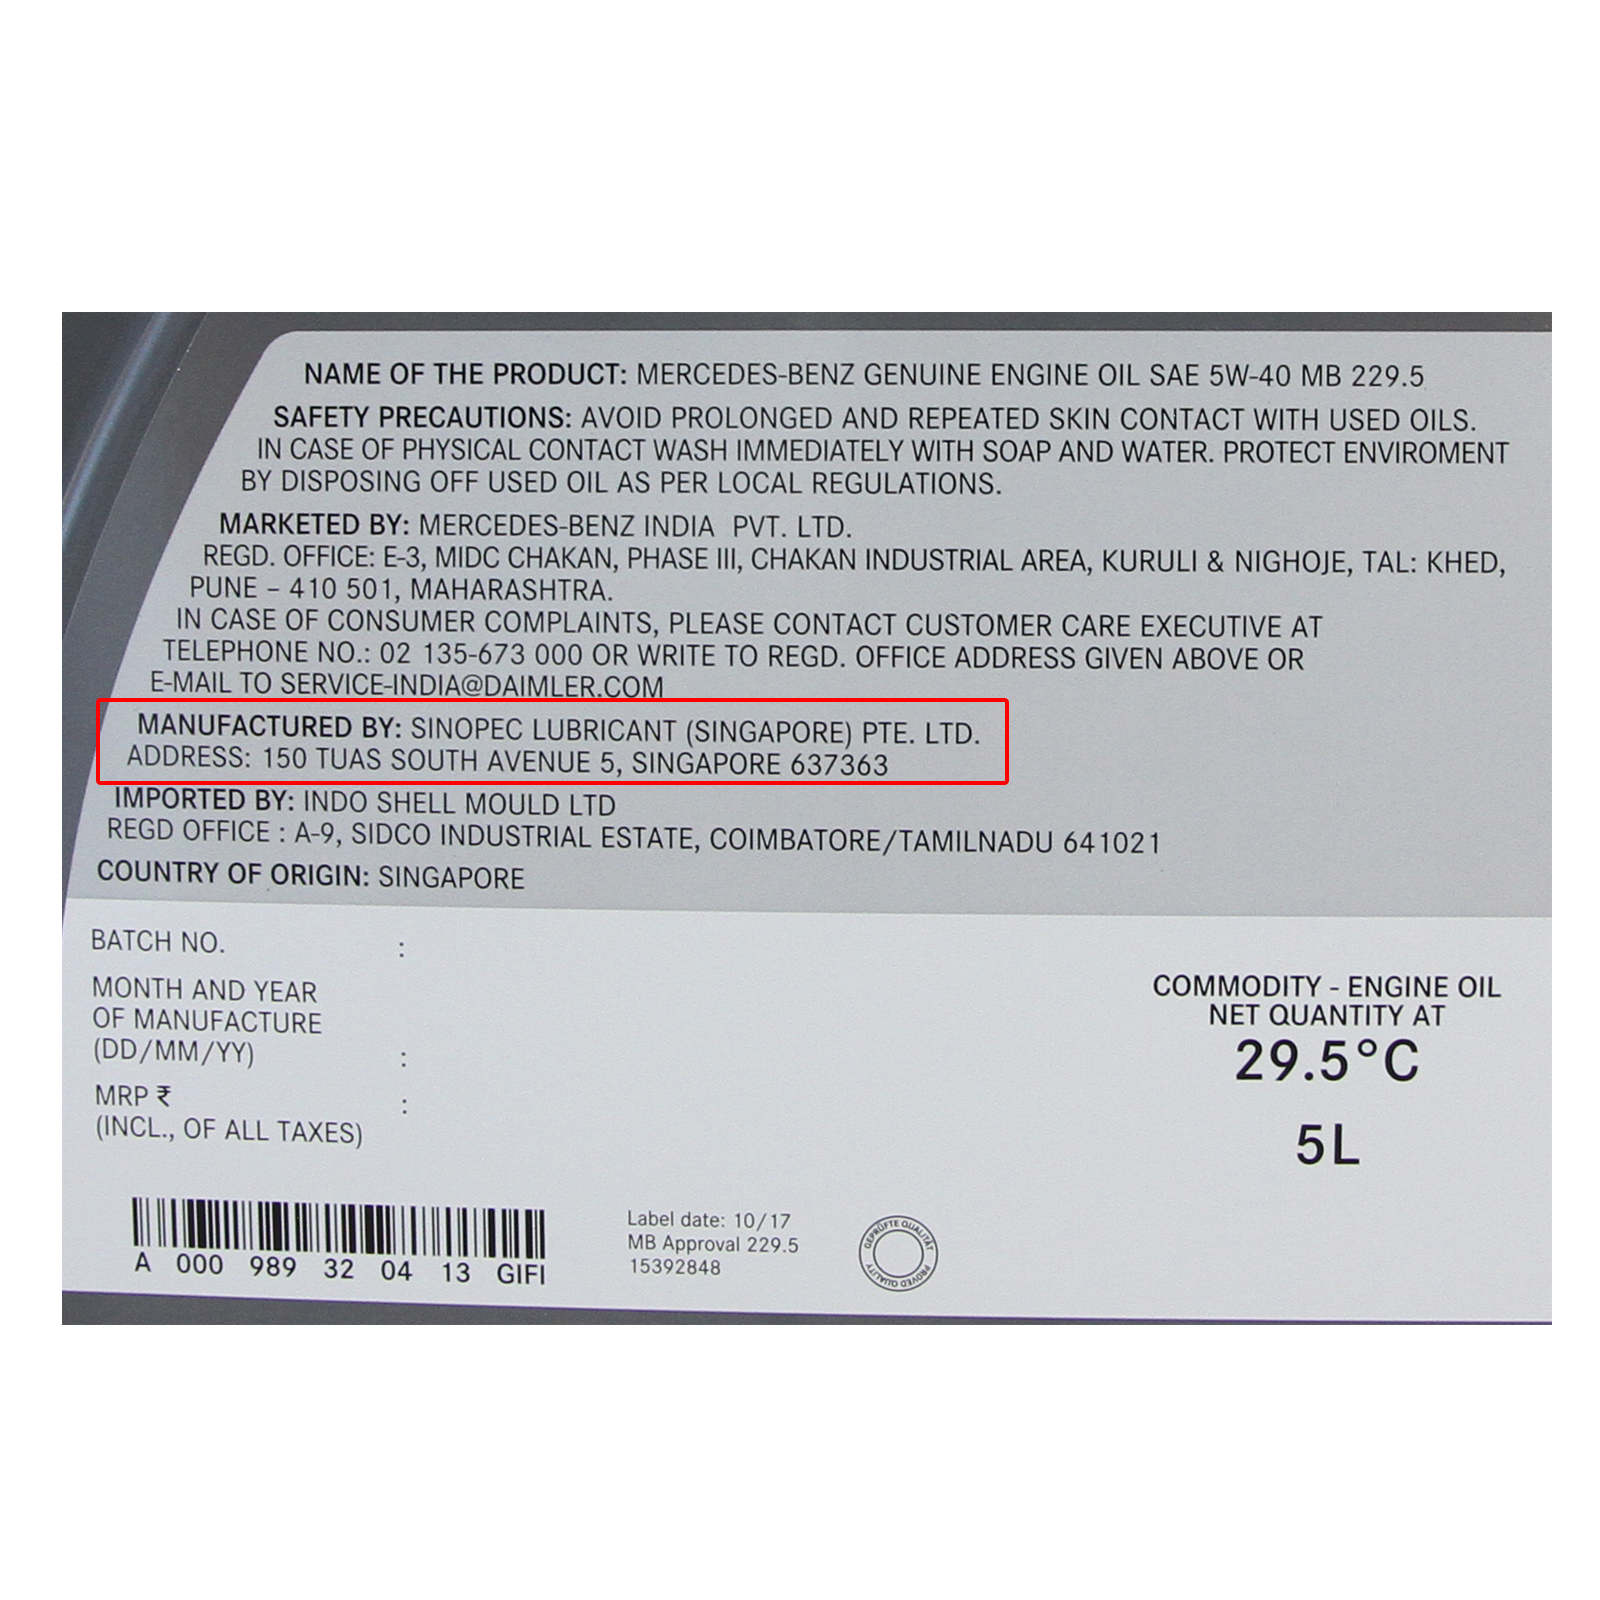 NAME OF THE PRODUCT: MERCEDES-BENZ GENUINE ENGINE OIL SAE 5W-40 MB 229.5
SAFETY PRECAUTIONS: AVOID PROLONGED AND REPEATED SKIN CONTACT WITH USED OILS.
IN CASE OF PHYSICAL CONTACT WASH IMMEDIATELY WITH SOAP AND WATER. PROTECT ENVIROMENT
BY DISPOSING OFF USED OIL AS PER LOCAL REGULATIONS.
MARKETED BY: MERCEDES-BENZ INDIA PVT. LTD.
REGD. OFFICE: E-3, MIDC CHAKAN, PHASE III, CHAKAN INDUSTRIAL AREA, KURULI & NIGHOJE, TAL: KHED,
PUNE – 410 501, MAHARASHTRA.
IN CASE OF CONSUMER COMPLAINTS, PLEASE CONTACT CUSTOMER CARE EXECUTIVE AT
TELEPHONE NO.: 02 135-673 000 OR WRITE TO REGD. OFFICE ADDRESS GIVEN ABOVE OR
E-MAIL TO SERVICE-INDIA@DAIMLER.COM
MANUFACTURED BY: SINOPEC LUBRICANT (SINGAPORE) PTE. LTD.
ADDRESS: 150 TUAS SOUTH AVENUE 5, SINGAPORE 637363
IMPORTED BY: INDO SHELL MOULD LTD
REGD OFFICE : A-9, SIDCO INDUSTRIAL ESTATE, COIMBATORE/TAMILNADU 641021
COUNTRY OF ORIGIN: SINGAPORE
BATCH NO. :
MONTH AND YEAR
OF MANUFACTURE
(DD/MM/YY) :
MRP ₹ :
(INCL., OF ALL TAXES)
COMMODITY - ENGINE OIL
NET QUANTITY AT
29.5°C
5L
A 000 989 32 04 13 GIFI
Label date: 10/17
MB Approval 229.5
15392848
GEPRÜFTE QUALITÄT
PROVED QUALITY